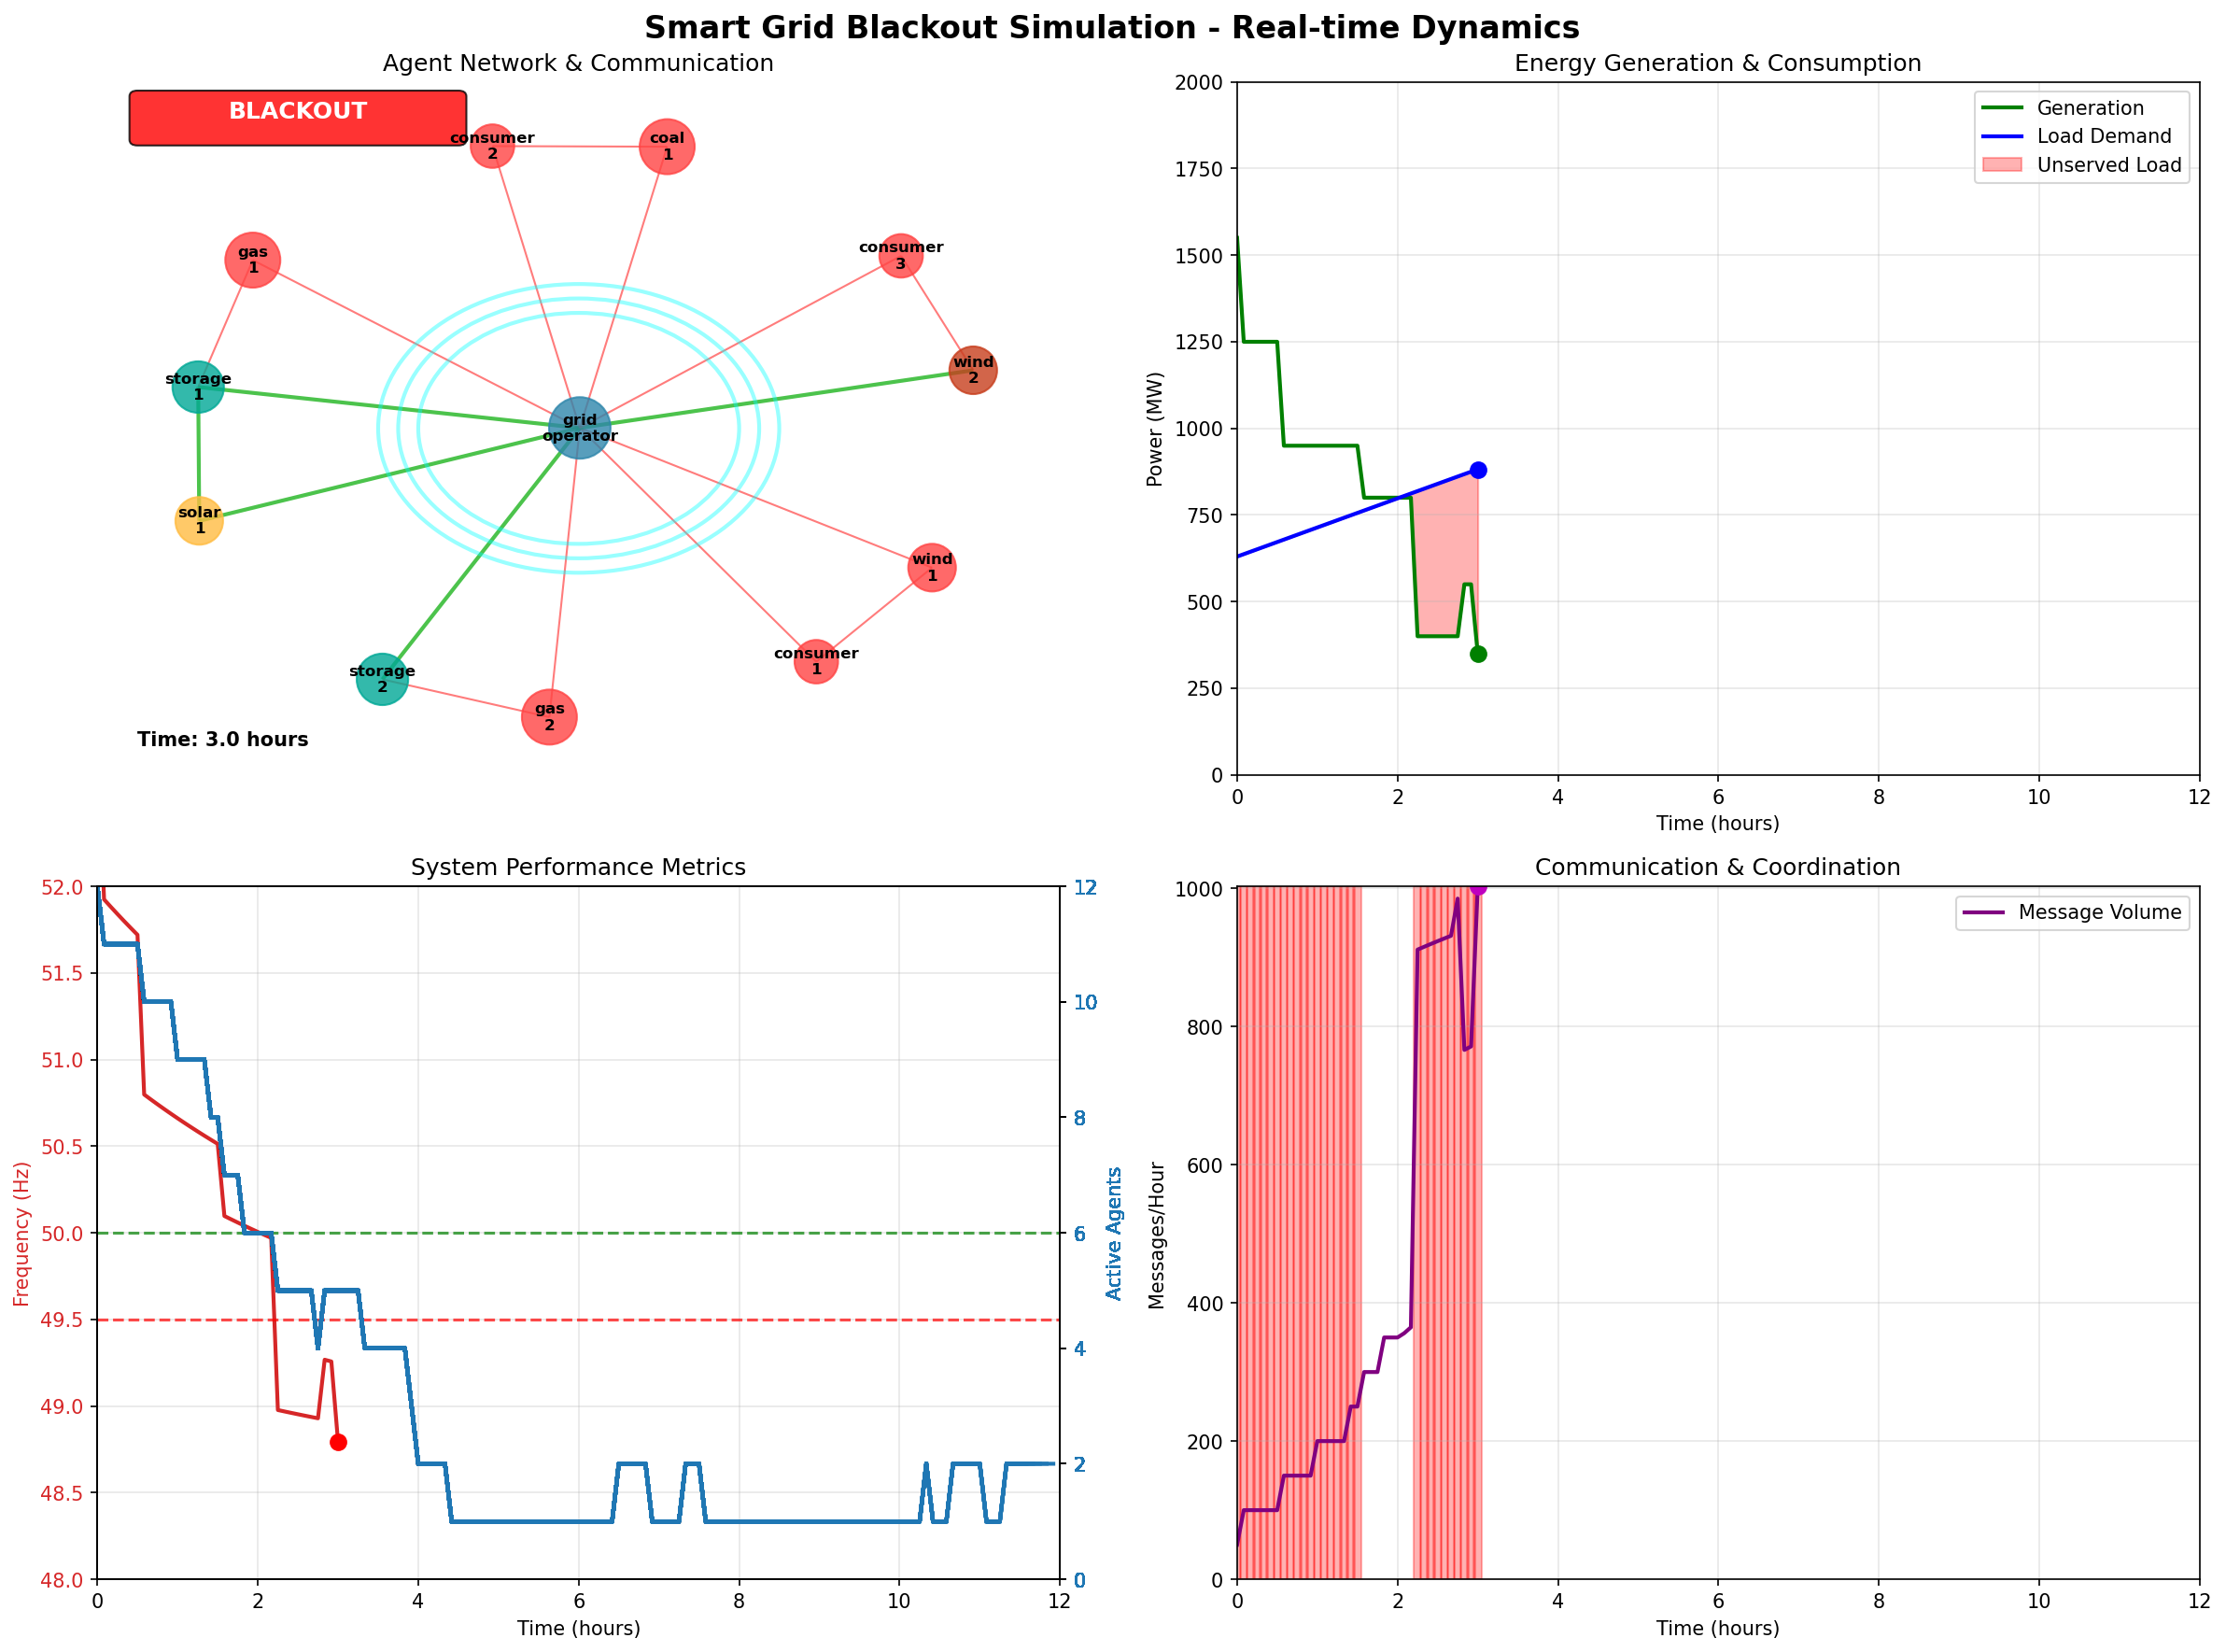 Smart Grid Blackout Simulation - Real-time Dynamics
Agent Network & Communication
BLACKOUT
consumer
2
coal
1
gas
1
consumer
3
storage
1
wind
2
grid
operator
solar
1
wind
1
consumer
1
storage
2
gas
2
Time: 3.0 hours
Energy Generation & Consumption
Generation
Load Demand
Unserved Load
Power (MW)
2000
1750
1500
1250
1000
750
500
250
0
0 2 4 6 8 10 12
Time (hours)
System Performance Metrics
Frequency (Hz)
52.0
51.5
51.0
50.5
50.0
49.5
49.0
48.5
48.0
12
10
8
6
4
2
0
Active Agents
0 2 4 6 8 10 12
Time (hours)
Communication & Coordination
Message Volume
Messages/Hour
1000
800
600
400
200
0
0 2 4 6 8 10 12
Time (hours)